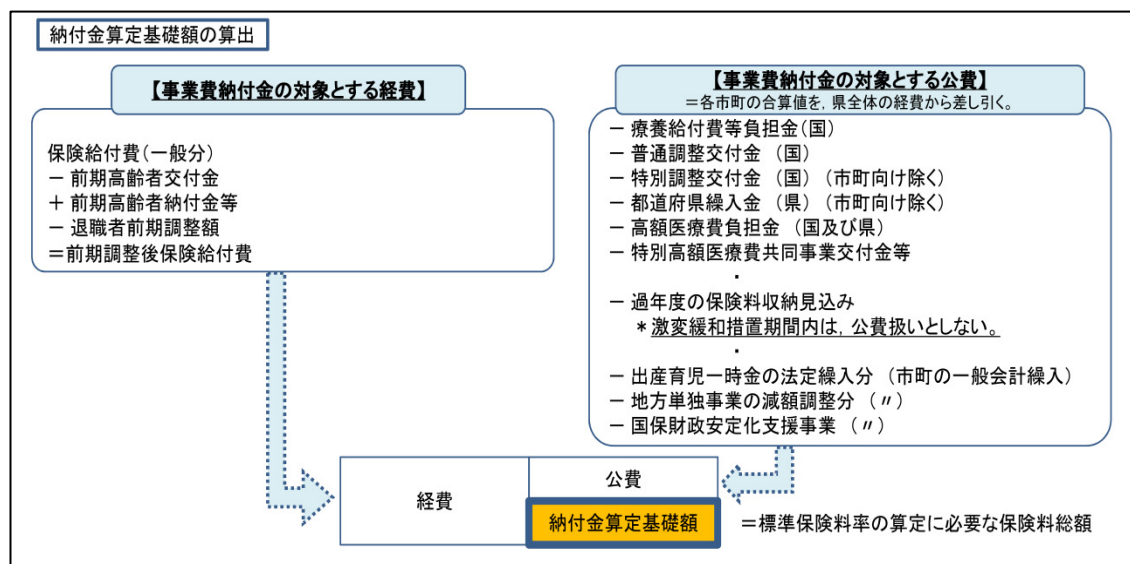 納付金算定基礎額の算出
【事業費納付金の対象とする経費】
保険給付費(一般分)
－ 前期高齢者交付金
＋ 前期高齢者納付金等
－ 退職者前期調整額
＝前期調整後保険給付費
【事業費納付金の対象とする公費】
＝各市町の合算値を，県全体の経費から差し引く。
－ 療養給付費等負担金(国)
－ 普通調整交付金 (国)
－ 特別調整交付金 (国) (市町向け除く)
－ 都道府県繰入金 (県) (市町向け除く)
－ 高額医療費負担金 (国及び県)
－ 特別高額医療費共同事業交付金等
・
－ 過年度の保険料収納見込み
＊激変緩和措置期間内は，公費扱いとしない。
・
－ 出産育児一時金の法定繰入分 (市町の一般会計繰入)
－ 地方単独事業の減額調整分 (〃)
－ 国保財政安定化支援事業 (〃)
経費
公費
納付金算定基礎額
＝標準保険料率の算定に必要な保険料総額